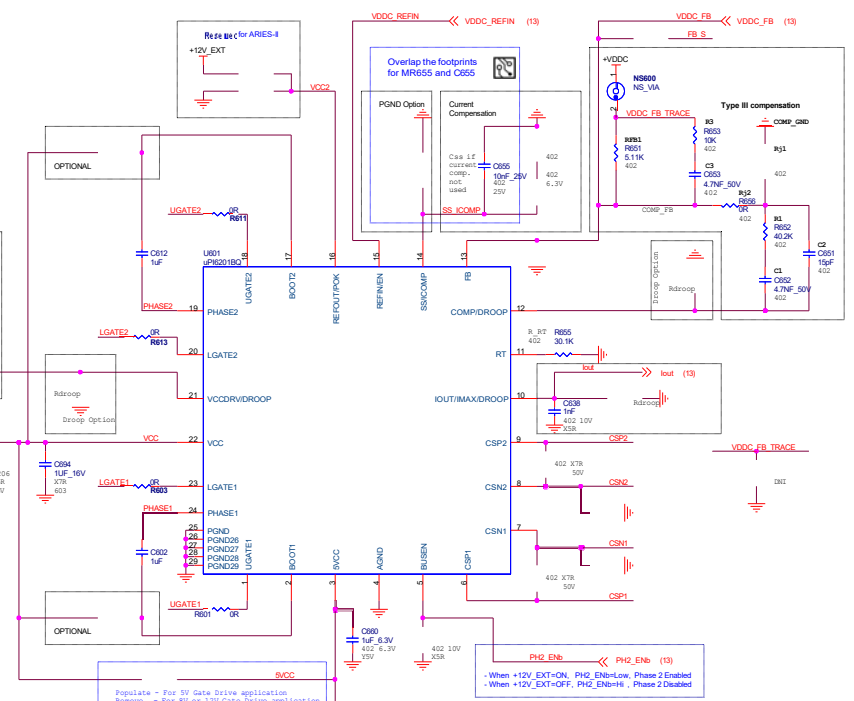 VDDC_REFIN
VDDC_REFIN (13)
VDDC_FB
VDDC_FB (13)
FB_S
Reserved for ARIES-II
+12V_EXT
VCC2
Overlap the footprints
for MR655 and C655
PGND Option
Current
Compensation
Css if
current
comp.
not
used
C655
10nF_25V
402
25V
402
402
6.3V
SS_ICOMP
+VDDC
1
NS600
NS_VIA
2
VDDC_FB_TRACE
Type III compensation
RFB1
R651
5.11K
402
R3
R653
10K
402
C3
C653
4.7NF_50V
402
COMP_GND
Rj1
402
Rj2
R656
0R
402
COMP_FB
R1
R652
40.2K
402
C2
C651
15pF
402
C1
C652
4.7NF_50V
402
OPTIONAL
UGATE2
0R
R611
C612
1uF
U601
uPI6201BQ
18
17
16
15
14
13
UGATE2
BOOT2
REFOUT/POK
REFIN/EN
SS/ICOMP
FB
Droop Option
Rdroop
PHASE2
19
PHASE2
COMP/DROOP
12
LGATE2
0R
R613
20
LGATE2
RT
11
R_RT
402
R655
30.1K
Iout
Iout (13)
Rdroop
Droop Option
21
VCCDRV/DROOP
IOUT/IMAX/DROOP
10
C638
1nF
402 10V
X5R
Rdroop
VCC
22
VCC
CSP2
9
CSP2
VDDC_FB_TRACE
C694
1UF_16V
X7R
603
402 X7R
50V
DNI
LGATE1
0R
R603
23
LGATE1
CSN2
8
CSN2
PHASE1
24
PHASE1
CSN1
7
CSN1
25
PGND
26
PGND26
27
PGND27
28
PGND28
29
PGND29
C602
1uF
UGATE1
BOOT1
5VCC
AGND
BUSEN
CSP1
1
2
3
4
5
6
402 X7R
50V
CSP1
UGATE1
R601
0R
OPTIONAL
C660
1uF_6.3V
402 6.3V
Y5V
402 10V
X5R
PH2_ENb
PH2_ENb (13)
- When +12V_EXT=ON, PH2_ENb=Low, Phase 2 Enabled
- When +12V_EXT=OFF, PH2_ENb=Hi , Phase 2 Disabled
5VCC
Populate - For 5V Gate Drive application